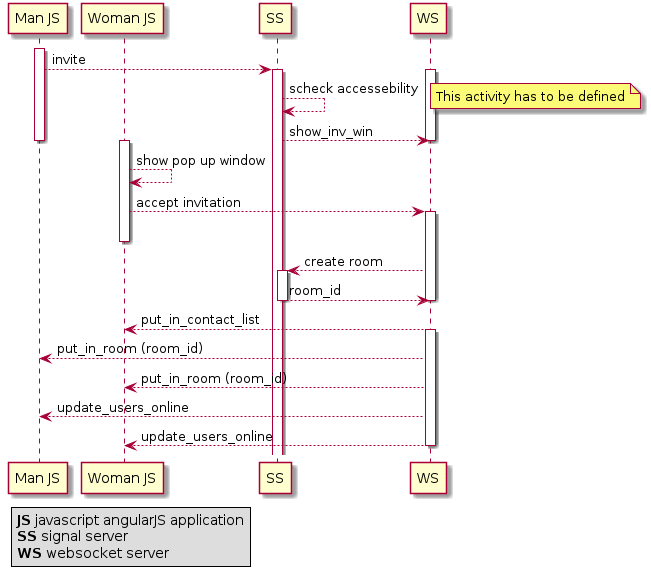 Man JS Woman JS SS WS
invite
scheck accessebility
This activity has to be defined
show_inv_win
show pop up window
accept invitation
create room
room_id
put_in_contact_list
put_in_room (room_id)
put_in_room (room_id)
update_users_online
update_users_online
Man JS Woman JS SS WS
JS javascript angularJS application
SS signal server
WS websocket server